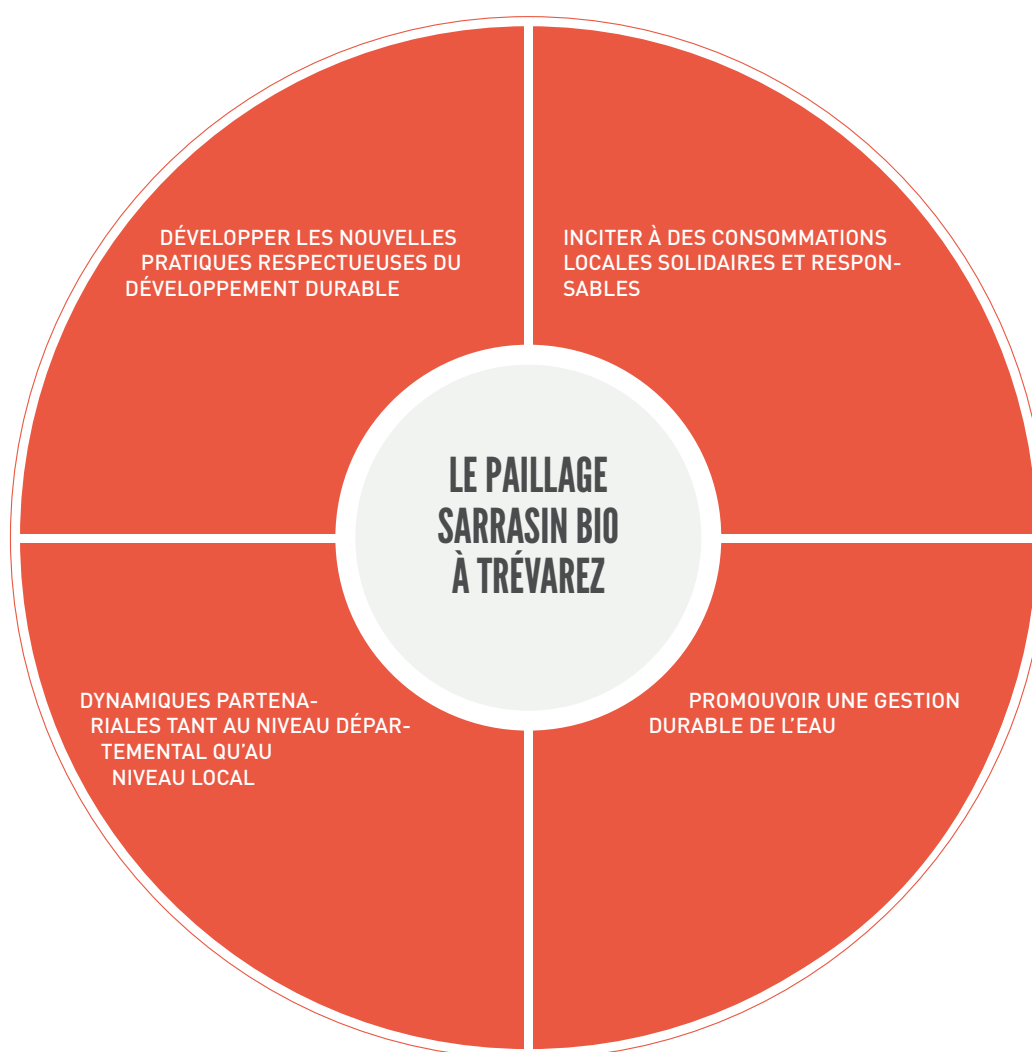 DÉVELOPPER LES NOUVELLES
PRATIQUES RESPECTUEUSES DU
DÉVELOPPEMENT DURABLE
INCITER À DES CONSOMMATIONS
LOCALES SOLIDAIRES ET RESPON-
SABLES
LE PAILLAGE
SARRASIN BIO
À TRÉVAREZ
DYNAMIQUES PARTENA-
RIALES TANT AU NIVEAU DÉPAR-
TEMENTAL QU’AU
NIVEAU LOCAL
PROMOUVOIR UNE GESTION
DURABLE DE L’EAU